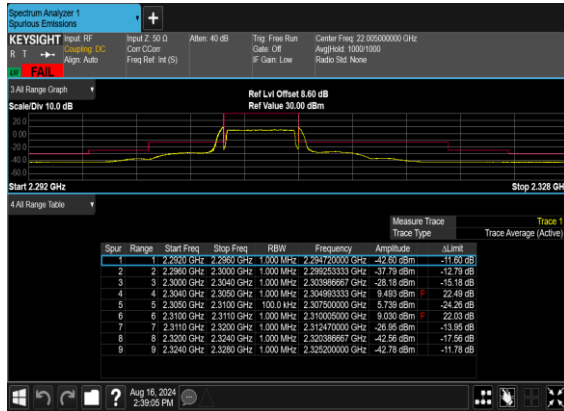 Spectrum Analyzer 1
Spurious Emissions
+
KEYSIGHT Input: RF Input Z: 50 Ω Atten: 40 dB Trig: Free Run Center Freq: 22.005000000 GHz
R T Coupling: DC Corr CCorr Gate: Off Avg|Hold: 1000/1000
Align: Auto Freq Ref: Int (S) IF Gain: Low Radio Std: None
FAIL
3 All Range Graph Ref Lvl Offset 8.60 dB
Scale/Div 10.0 dB Ref Value 30.00 dBm
20.0
0.00
-20.0
-40.0
-60.0
Start 2.292 GHz Stop 2.328 GH
4 All Range Table
Measure Trace Trace 1
Trace Type Trace Average (Active)
Spur Range Start Freq Stop Freq RBW Frequency Amplitude ΔLimit
1 1 2.2920 GHz 2.2960 GHz 1.000 MHz 2.294720000 GHz -42.60 dBm -11.60 dB
2 2 2.2960 GHz 2.3000 GHz 1.000 MHz 2.299253333 GHz -37.79 dBm -12.79 dB
3 3 2.3000 GHz 2.3040 GHz 1.000 MHz 2.303986667 GHz -28.18 dBm -15.18 dB
4 4 2.3040 GHz 2.3050 GHz 1.000 MHz 2.304993333 GHz 9.493 dBm F 22.49 dB
5 5 2.3050 GHz 2.3100 GHz 100.0 kHz 2.307500000 GHz 5.739 dBm -24.26 dB
6 6 2.3100 GHz 2.3110 GHz 1.000 MHz 2.310005000 GHz 9.030 dBm F 22.03 dB
7 7 2.3110 GHz 2.3200 GHz 1.000 MHz 2.312470000 GHz -26.95 dBm -13.95 dB
8 8 2.3200 GHz 2.3240 GHz 1.000 MHz 2.320386667 GHz -42.56 dBm -17.56 dB
9 9 2.3240 GHz 2.3280 GHz 1.000 MHz 2.325200000 GHz -42.78 dBm -11.78 dB
? Aug 16, 2024
2:39:05 PM